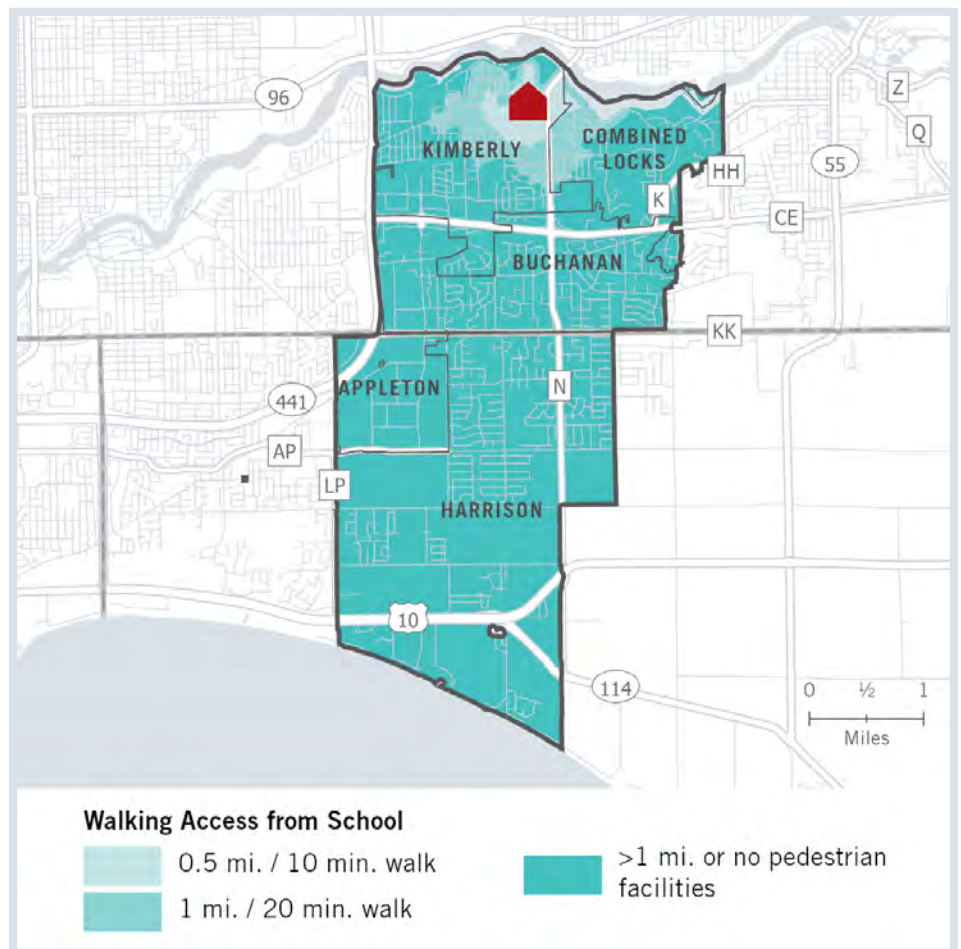 96
Z
Q
KIMBERLY
COMBINED
LOCKS
55
HH
K
CE
BUCHANAN
KK
APPLETON
N
441
AP
LP
HARRISON
10
114
0 ½ 1
Miles
Walking Access from School
0.5 mi. / 10 min. walk
1 mi. / 20 min. walk
>1 mi. or no pedestrian
facilities